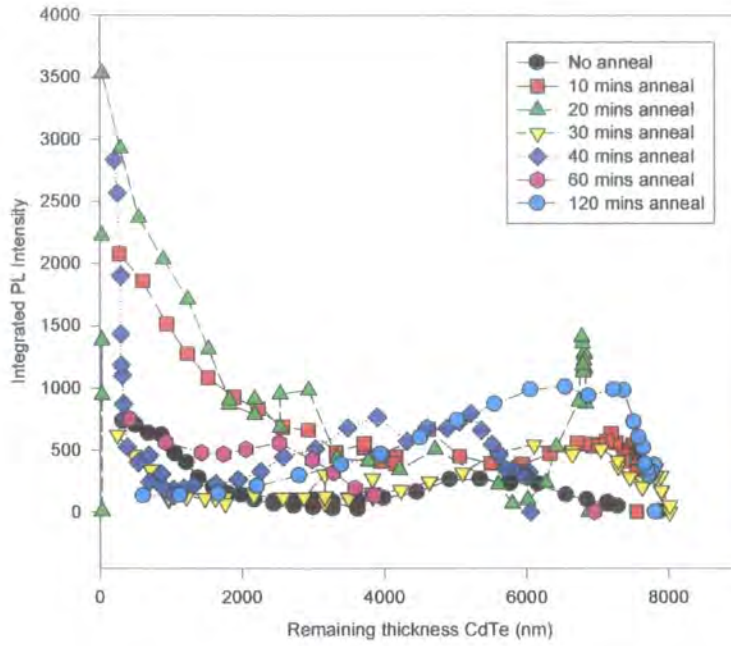 4000
3500
3000
2500
2000
1500
1000
500
0
Integrated PL Intensity
No anneal
10 mins anneal
20 mins anneal
30 mins anneal
40 mins anneal
60 mins anneal
120 mins anneal
0 2000 4000 6000 8000
Remaining thickness CdTe (nm)